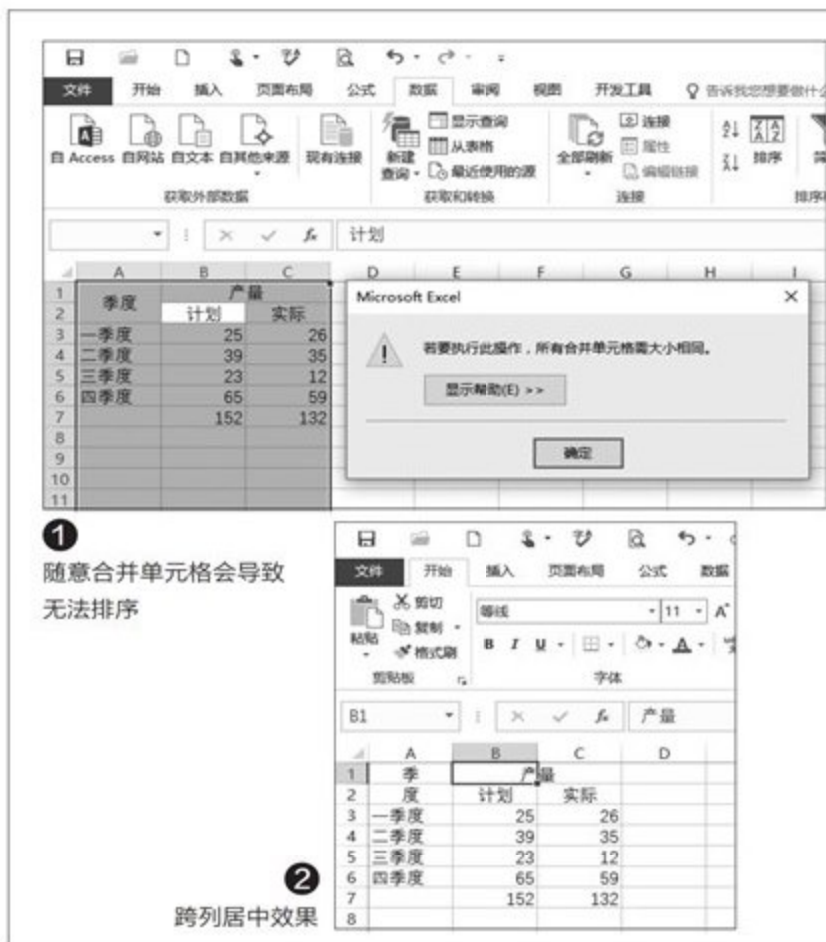 文件 开始 插入 页面布局 公式 数据 审阅 视图 开发工具 告诉我您想要做什么
自 Access 自网站 自文本 自其他来源 现有连接 新建查询 显示查询 从表格 最近使用的源 全部刷新 连接 属性 编辑链接 排序
获取外部数据 获取和转换 连接
计划
A B C D E F G H I
1 季度 产量
2 计划 实际
3 一季度 25 26
4 二季度 39 35
5 三季度 23 12
6 四季度 65 59
7 152 132
8
9
10
11
Microsoft Excel
若要执行此操作，所有合并单元格需大小相同。
显示帮助(E) >>
确定
❶
随意合并单元格会导致
无法排序
文件 开始 插入 页面布局 公式 数据
粘贴 剪切 复制 格式刷
等线 11
B I U A
剪贴板 字体
B1 产量
A B C D
1 季 产量
2 度 计划 实际
3 一季度 25 26
4 二季度 39 35
5 三季度 23 12
6 四季度 65 59
7 152 132
8
❷
跨列居中效果